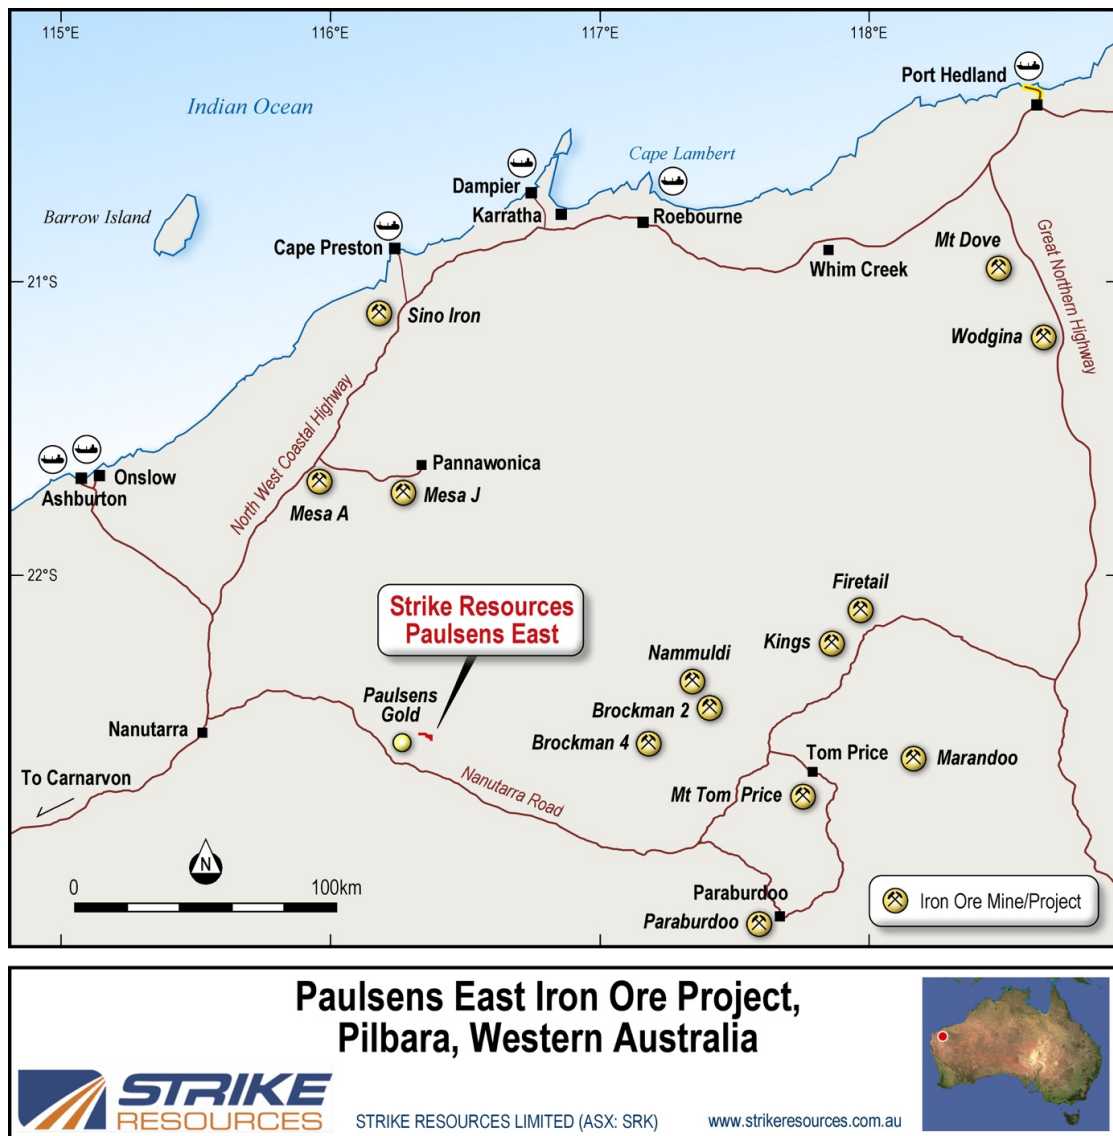 115°E
116°E
117°E
118°E
Port Hedland
Indian Ocean
Cape Lambert
Dampier
Barrow Island
Karratha
Roebourne
Cape Preston
Mt Dove
Whim Creek
Great Northern Highway
21°S
Sino Iron
Wodgina
North West Coastal Highway
Pannawonica
Onslow
Ashburton
Mesa J
Mesa A
22°S
Firetail
Strike Resources
Paulsens East
Kings
Nammuldi
Paulsens
Gold
Brockman 2
Nanutarra
Brockman 4
Tom Price
Marandoo
To Carnarvon
Nanutarra Road
Mt Tom Price
N
0
100km
Paraburdoo
Paraburdoo
Iron Ore Mine/Project
Paulsens East Iron Ore Project,
Pilbara, Western Australia
STRIKE
RESOURCES
STRIKE RESOURCES LIMITED (ASX: SRK)
www.strikeresources.com.au